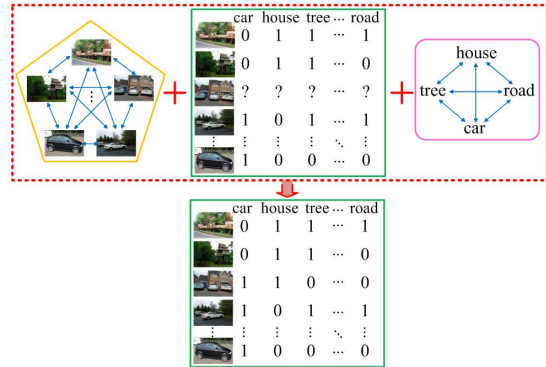 car house tree ··· road
0 1 1 ··· 1
0 1 1 ··· 0
? ? ? ··· ?
1 0 1 ··· 1
⋮ ⋮ ⋮ ⋮ ⋱ ⋮
1 0 0 ··· 0
⋮
+
+
house
tree road
car
car house tree ··· road
0 1 1 ··· 1
0 1 1 ··· 0
1 1 0 ··· 0
1 0 1 ··· 1
⋮ ⋮ ⋮ ⋮ ⋱ ⋮
1 0 0 ··· 0